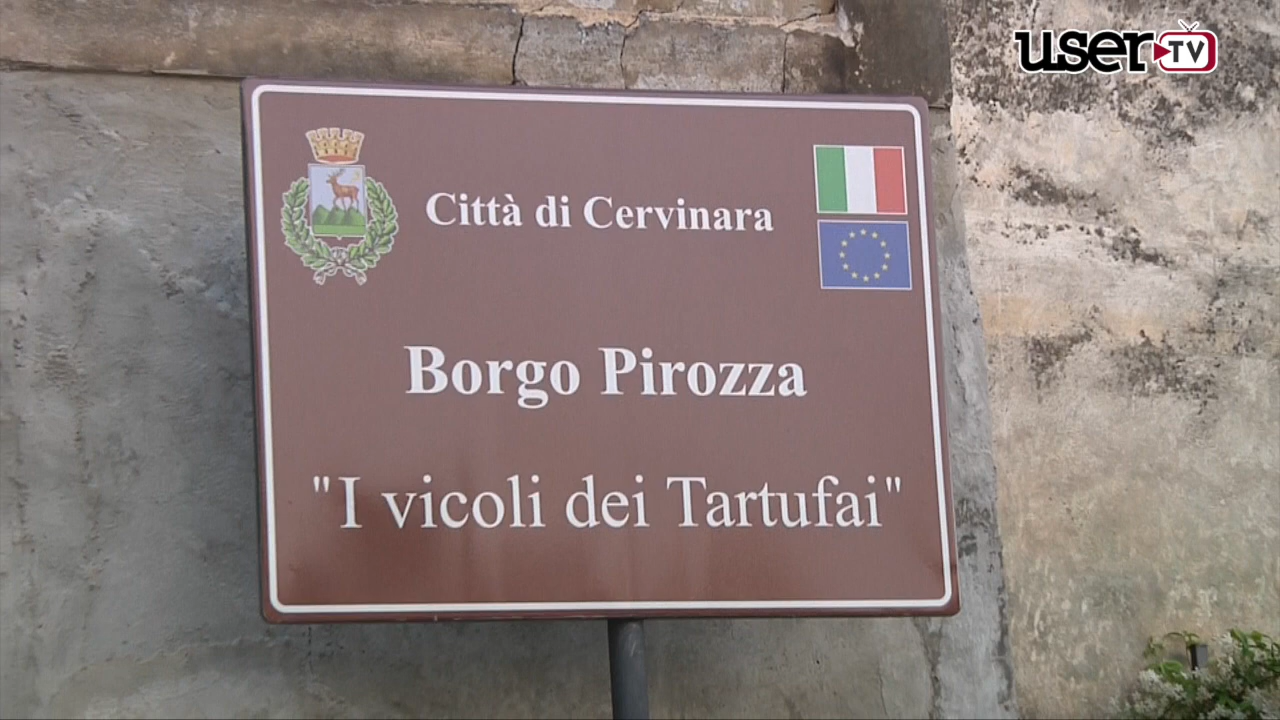 user TV
Città di Cervinara
Borgo Pirozza
"I vicoli dei Tartufai"